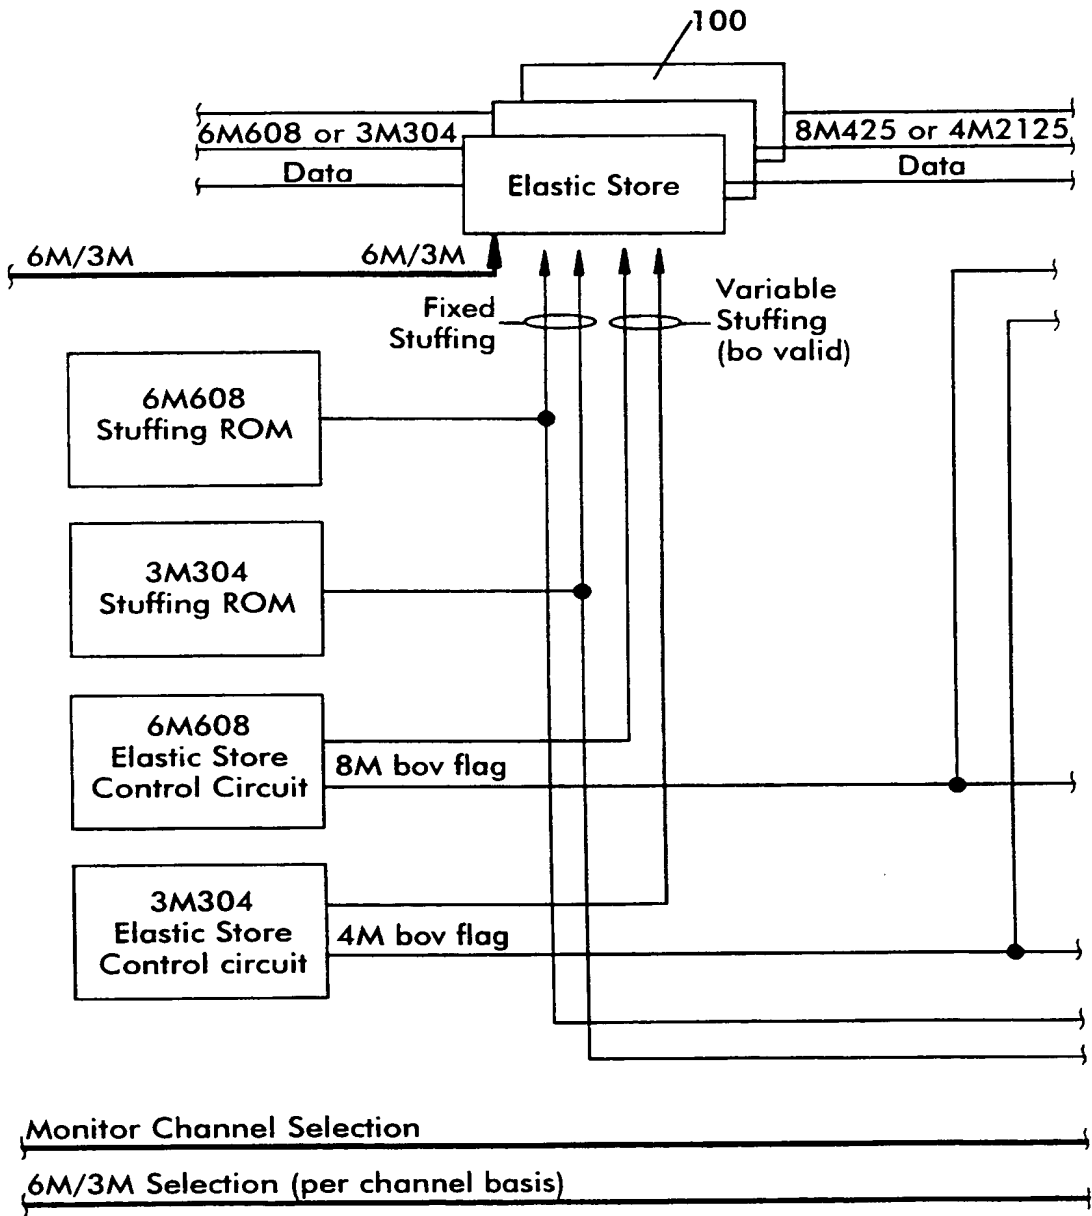 100
6M608 or 3M304
8M425 or 4M2125
Data
Elastic Store
Data
6M/3M
6M/3M
Fixed
Stuffing
Variable
Stuffing
(bo valid)
6M608
Stuffing ROM
3M304
Stuffing ROM
6M608
Elastic Store
Control Circuit
8M bov flag
3M304
Elastic Store
Control circuit
4M bov flag
Monitor Channel Selection
6M/3M Selection (per channel basis)